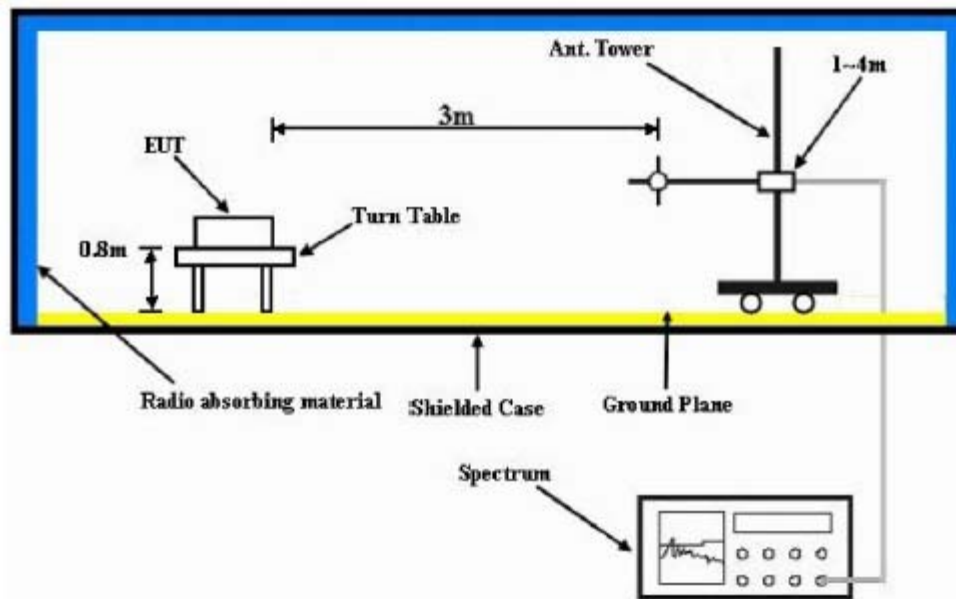 Ant. Tower
1~4m
3m
EUT
Turn Table
0.8m
Radio absorbing material
Shielded Case
Ground Plane
Spectrum